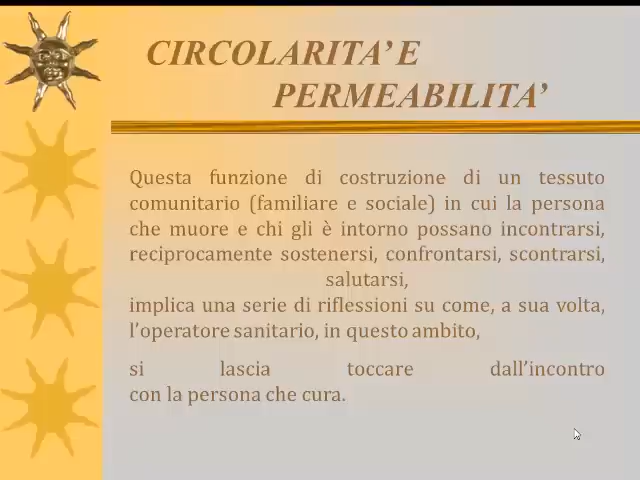 CIRCOLARITA’ E
PERMEABILITA’
Questa funzione di costruzione di un tessuto
comunitario (familiare e sociale) in cui la persona
che muore e chi gli è intorno possano incontrarsi,
reciprocamente sostenersi, confrontarsi, scontrarsi,
salutarsi,
implica una serie di riflessioni su come, a sua volta,
l’operatore sanitario, in questo ambito,
si lascia toccare dall’incontro
con la persona che cura.